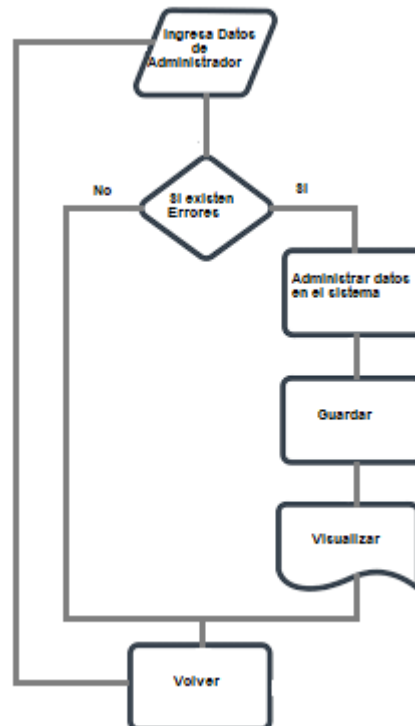 Ingresa Datos
de
Administrador
No
Si existen
Errores
Si
Administrar datos
en el sistema
Guardar
Visualizar
Volver